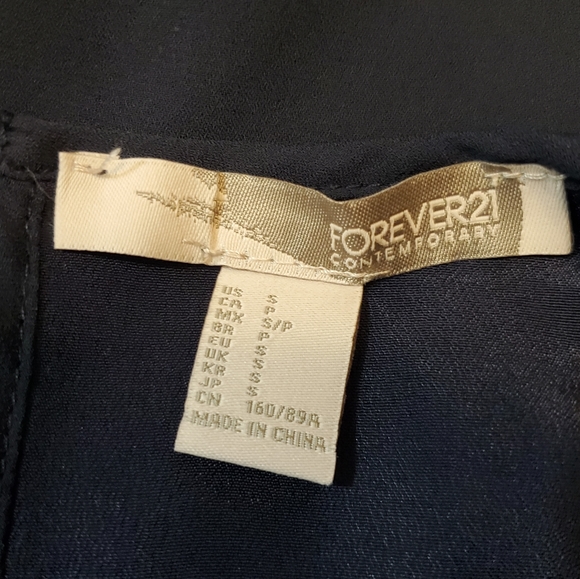 FOREVER21
CONTEMPORARY
US S
CA P
MX S/P
BR P
EU S
UK S
KR S
JP S
CN 160/89A
MADE IN CHINA